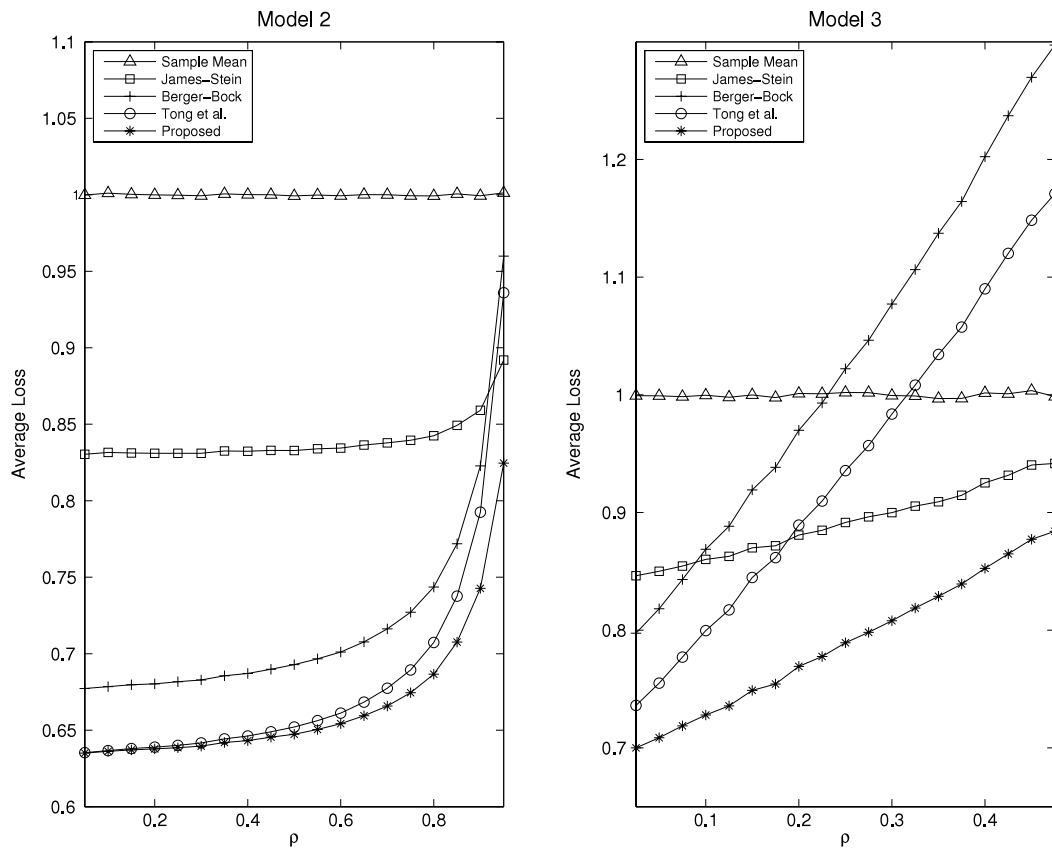 Model 2
1.1
1.05
1
0.95
0.9
0.85
0.8
0.75
0.7
0.65
0.6
Average Loss
Sample Mean
James−Stein
Berger−Bock
Tong et al.
Proposed
0.2 0.4 0.6 0.8
ρ
Model 3
1.2
1.1
1
0.9
0.8
0.7
Average Loss
Sample Mean
James−Stein
Berger−Bock
Tong et al.
Proposed
0.1 0.2 0.3 0.4
ρ